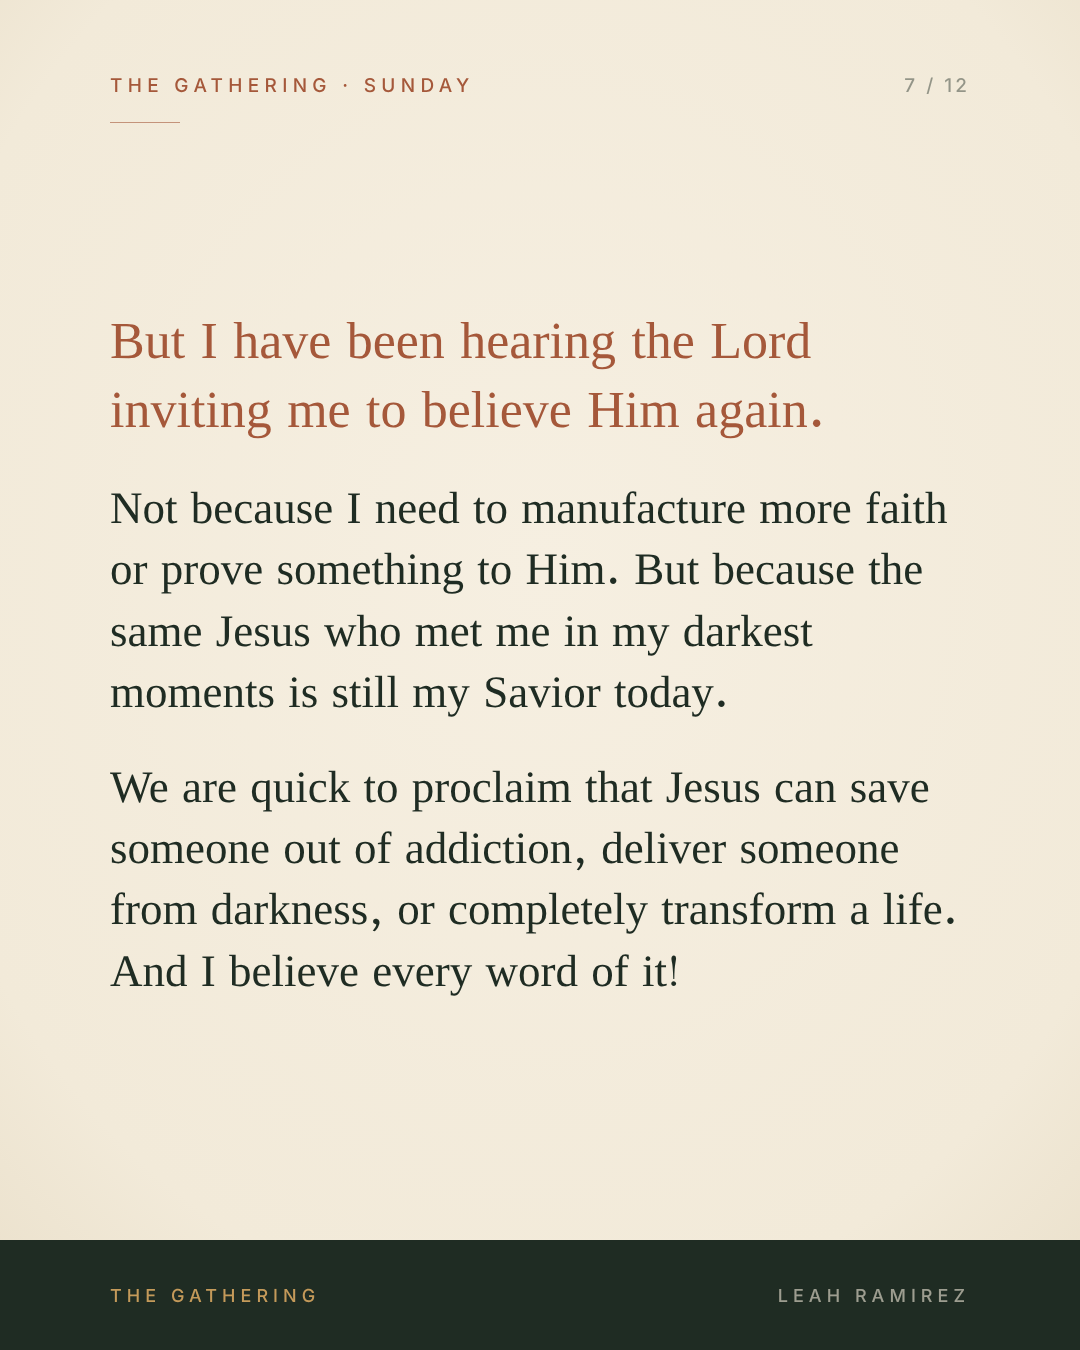 THE GATHERING · SUNDAY
7 / 12
But I have been hearing the Lord
inviting me to believe Him again.
Not because I need to manufacture more faith
or prove something to Him. But because the
same Jesus who met me in my darkest
moments is still my Savior today.
We are quick to proclaim that Jesus can save
someone out of addiction, deliver someone
from darkness, or completely transform a life.
And I believe every word of it!
THE GATHERING
LEAH RAMIREZ